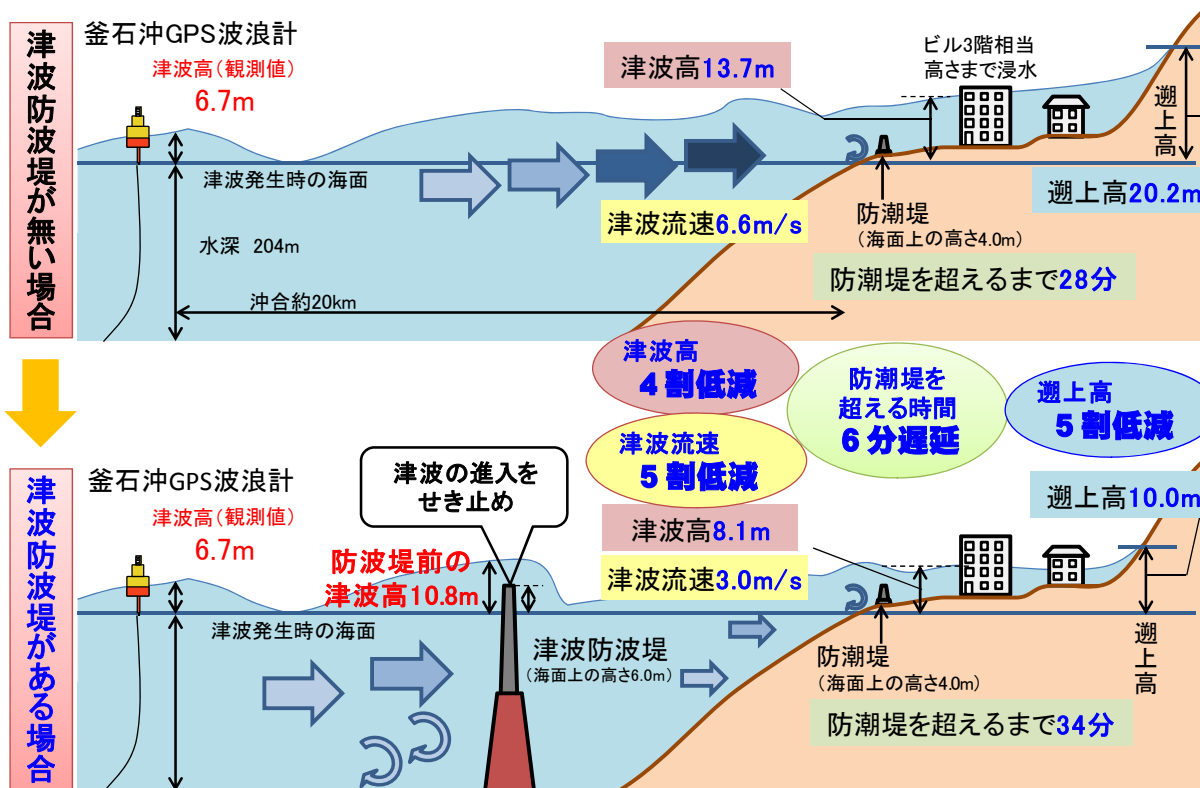 津波防波堤が無い場合
釜石沖GPS波浪計
津波高(観測値)
6.7m
津波発生時の海面
水深 204m
沖合約20km
津波高13.7m
津波流速6.6m/s
ビル3階相当
高さまで浸水
遡上高
遡上高20.2m
防潮堤
(海面上の高さ4.0m)
防潮堤を超えるまで28分
津波高
4割低減
津波流速
5割低減
防潮堤を
超える時間
6分遅延
遡上高
5割低減
津波防波堤がある場合
釜石沖GPS波浪計
津波高(観測値)
6.7m
津波発生時の海面
津波の進入を
せき止め
防波堤前の
津波高10.8m
津波防波堤
(海面上の高さ6.0m)
津波高8.1m
津波流速3.0m/s
遡上高10.0m
遡上高
防潮堤
(海面上の高さ4.0m)
防潮堤を超えるまで34分